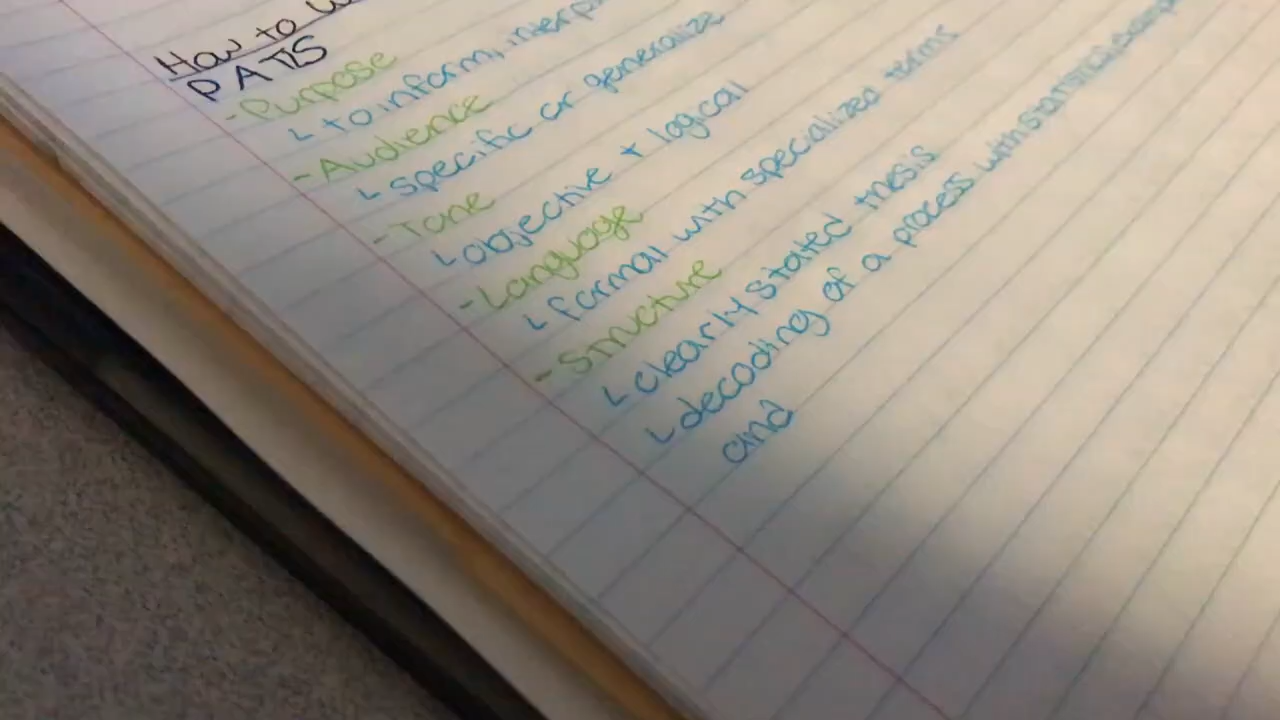 How to
PATLS
- Purpose
↳ to inform,
- Audience
↳ specific or generalize
- Tone
↳ objective + logical
- Language
↳ formal with specialized terms
- Structure
↳ clearly stated thesis
↳ decoding of a process with
and